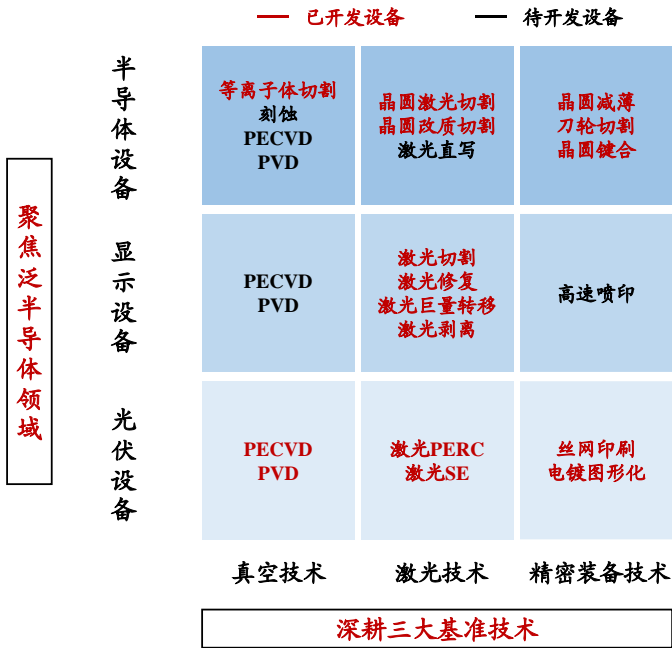 已开发设备
待开发设备
聚焦泛半导体领域
半导体设备
等离子体切割
刻蚀
PECVD
PVD
晶圆激光切割
晶圆改质切割
激光直写
晶圆减薄
刀轮切割
晶圆键合
显示设备
PECVD
PVD
激光切割
激光修复
激光巨量转移
激光剥离
高速喷印
光伏设备
PECVD
PVD
激光PERC
激光SE
丝网印刷
电镀图形化
真空技术
激光技术
精密装备技术
深耕三大基准技术